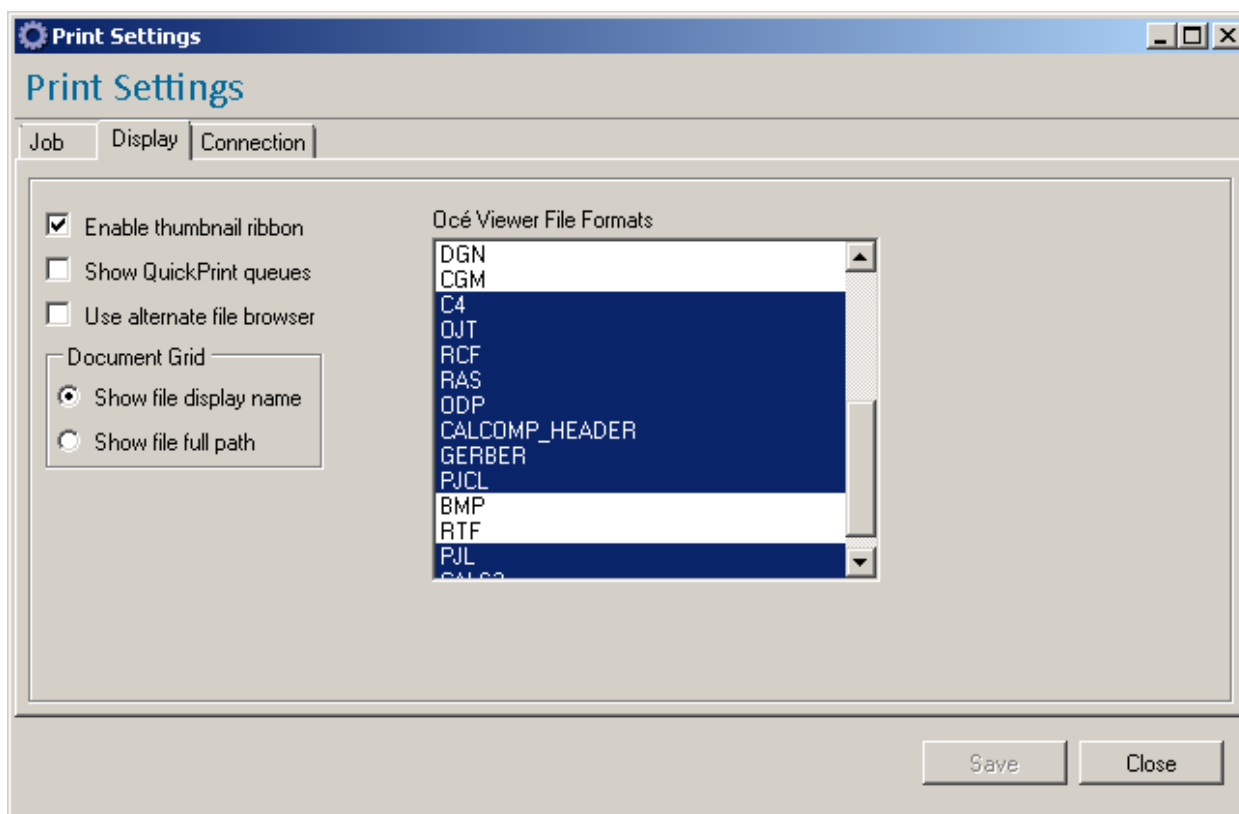 Print Settings
Print Settings
Job Display Connection
Enable thumbnail ribbon
Show QuickPrint queues
Use alternate file browser
Document Grid
Show file display name
Show file full path
Océ Viewer File Formats
DGN
CGM
C4
OJT
RCF
RAS
ODP
CALCOMP_HEADER
GERBER
PJCL
BMP
RTF
PJL
Save Close